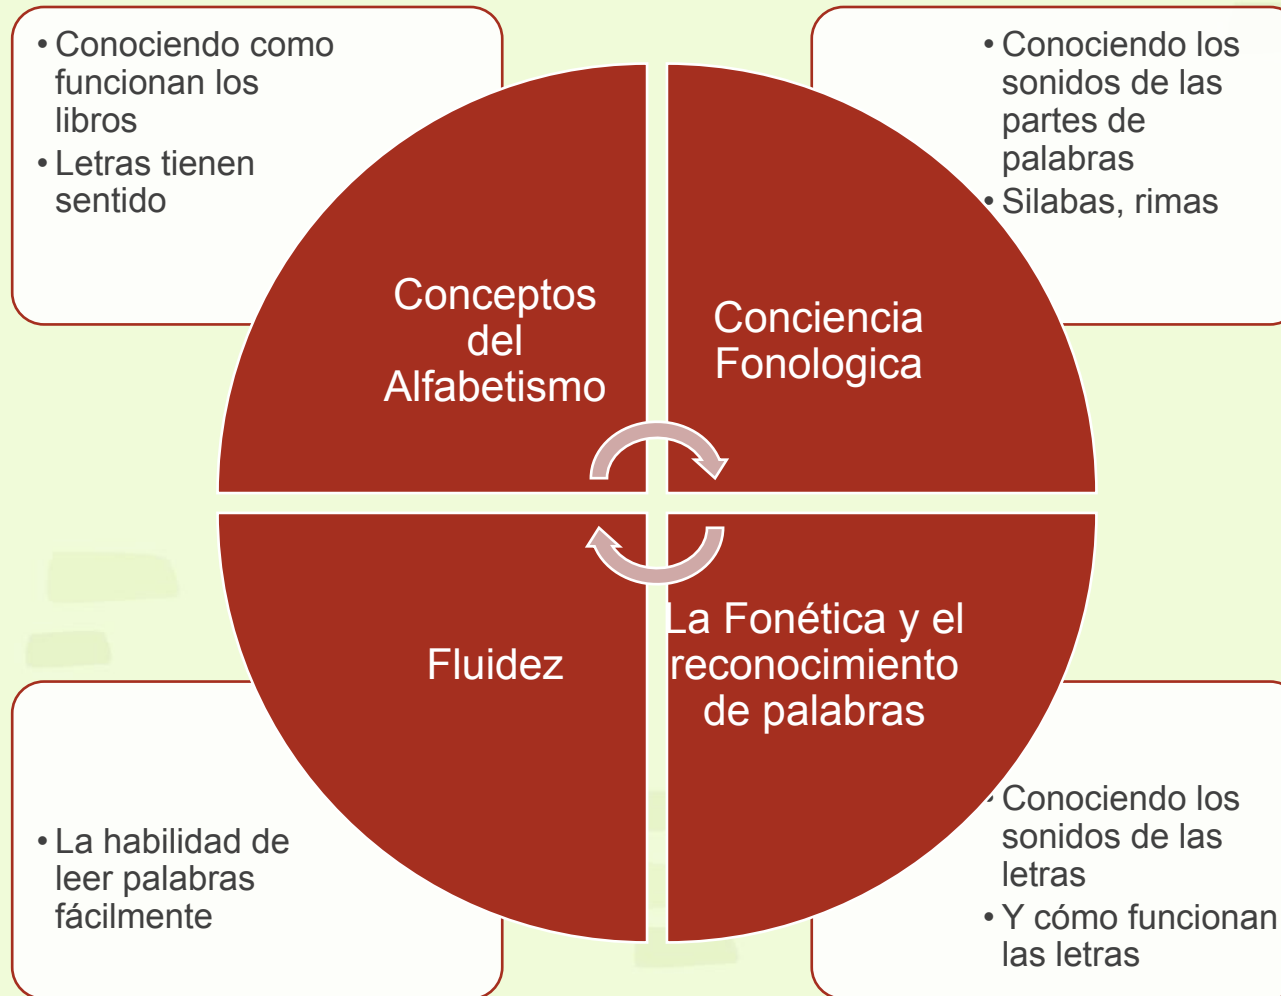 • Conociendo como
funcionan los
libros
• Letras tienen
sentido
• Conociendo los
sonidos de las
partes de
palabras
• Silabas, rimas
Conceptos
del
Alfabetismo
Conciencia
Fonologica
Fluidez
La Fonética y el
reconocimiento
de palabras
• La habilidad de
leer palabras
fácilmente
• Conociendo los
sonidos de las
letras
• Y cómo funcionan
las letras